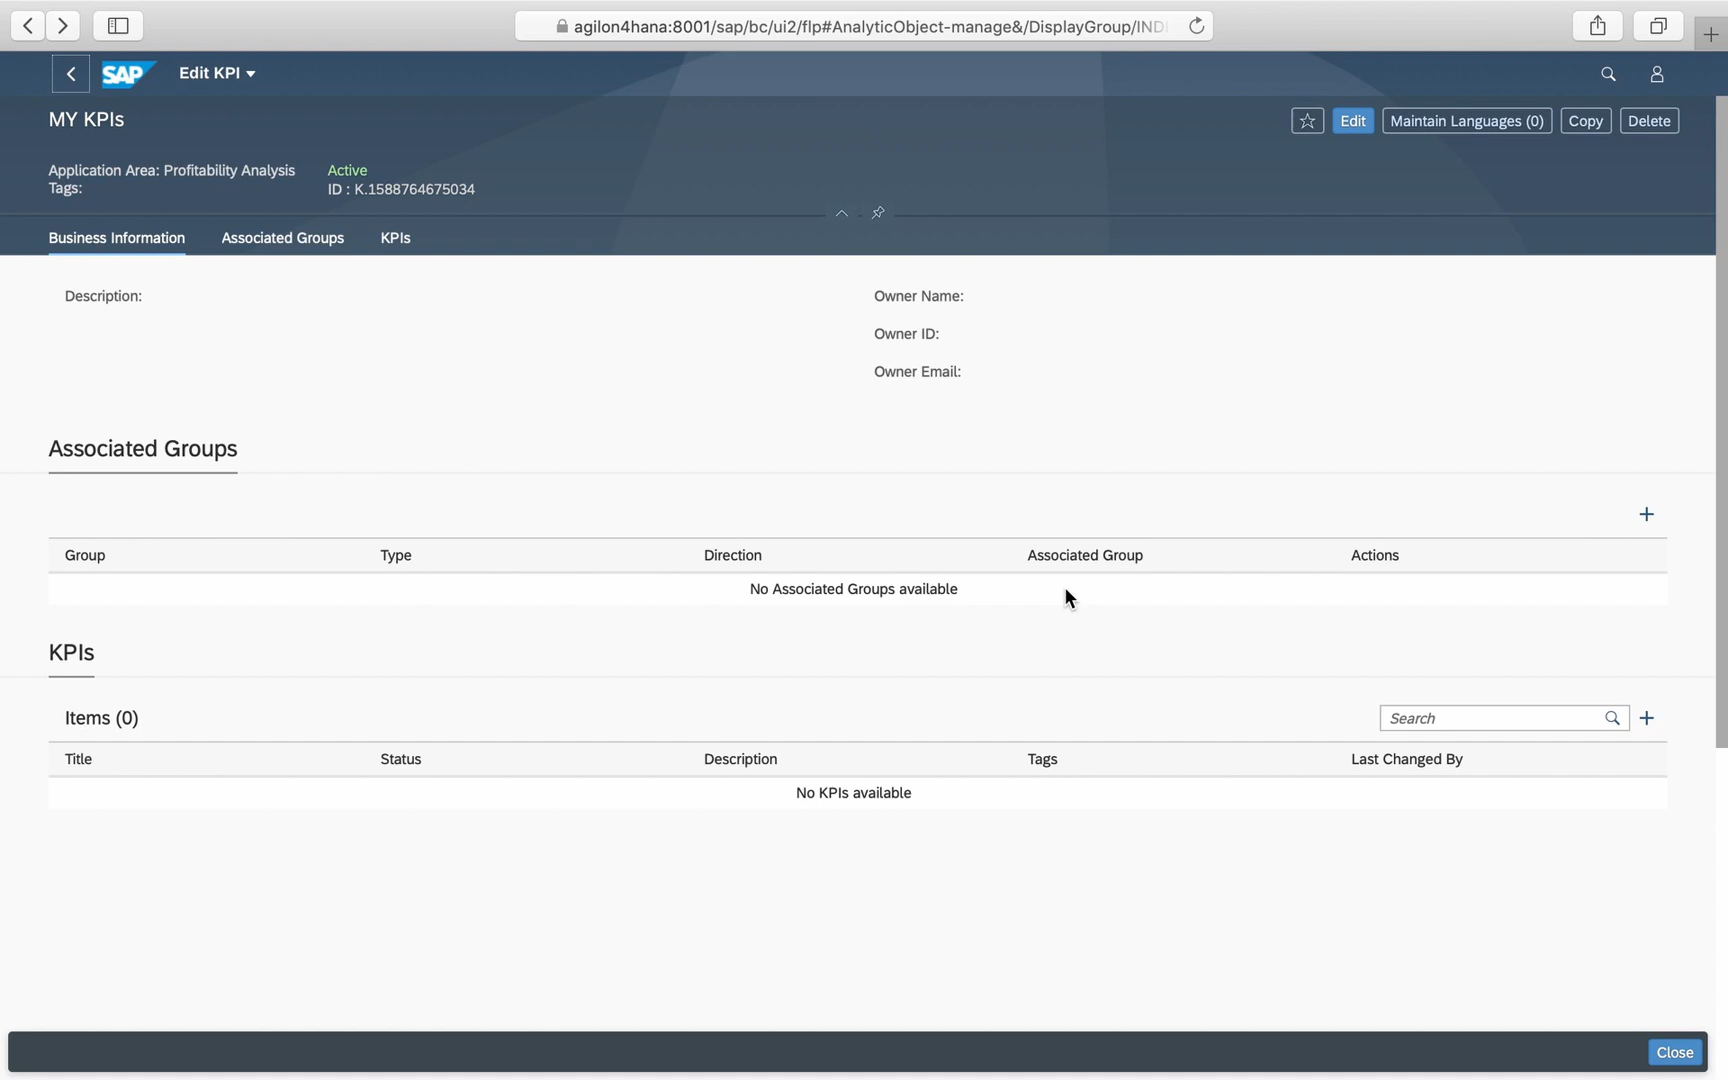 agilon4hana:8001/sap/bc/ui2/flp#AnalyticObject-manage&/DisplayGroup/IND
SAP Edit KPI
MY KPIs
Edit Maintain Languages (0) Copy Delete
Application Area: Profitability Analysis Active
Tags: ID : K.1588764675034
Business Information Associated Groups KPIs
Description: Owner Name:
Owner ID:
Owner Email:
Associated Groups
Group Type Direction Associated Group Actions
No Associated Groups available
KPIs
Items (0) Search
Title Status Description Tags Last Changed By
No KPIs available
Close